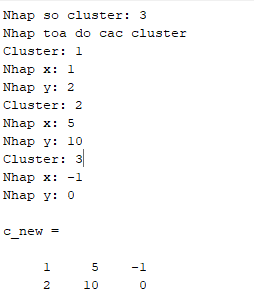 Nhap so cluster: 3
Nhap toa do cac cluster
Cluster: 1
Nhap x: 1
Nhap y: 2
Cluster: 2
Nhap x: 5
Nhap y: 10
Cluster: 3
Nhap x: -1
Nhap y: 0
c_new =
1 5 -1
2 10 0